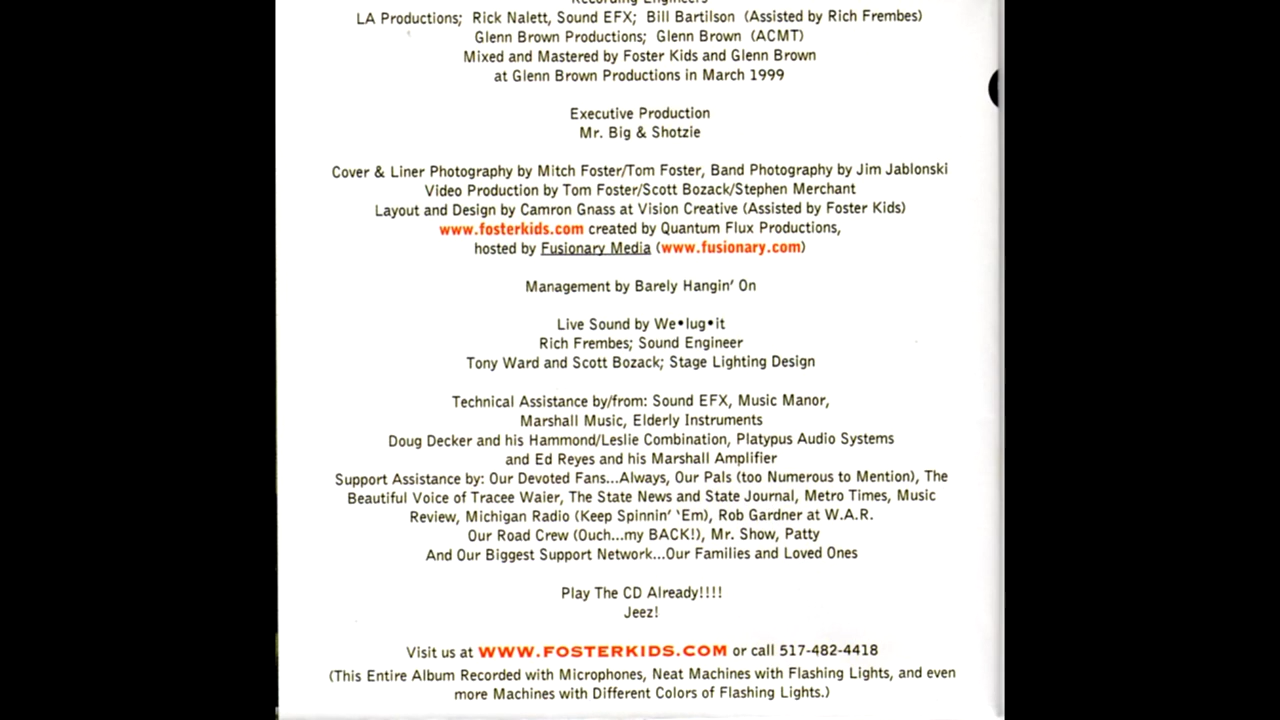 Recording Engineers
LA Productions; Rick Nalett, Sound EFX; Bill Bartilson (Assisted by Rich Frembes)
Glenn Brown Productions; Glenn Brown (ACMT)
Mixed and Mastered by Foster Kids and Glenn Brown
at Glenn Brown Productions in March 1999
Executive Production
Mr. Big & Shotzie
Cover & Liner Photography by Mitch Foster/Tom Foster, Band Photography by Jim Jablonski
Video Production by Tom Foster/Scott Bozack/Stephen Merchant
Layout and Design by Camron Gnass at Vision Creative (Assisted by Foster Kids)
www.fosterkids.com created by Quantum Flux Productions,
hosted by Fusionary Media (www.fusionary.com)
Management by Barely Hangin' On
Live Sound by We•lug•it
Rich Frembes; Sound Engineer
Tony Ward and Scott Bozack; Stage Lighting Design
Technical Assistance by/from: Sound EFX, Music Manor,
Marshall Music, Elderly Instruments
Doug Decker and his Hammond/Leslie Combination, Platypus Audio Systems
and Ed Reyes and his Marshall Amplifier
Support Assistance by: Our Devoted Fans...Always, Our Pals (too Numerous to Mention), The
Beautiful Voice of Tracee Waier, The State News and State Journal, Metro Times, Music
Review, Michigan Radio (Keep Spinnin' 'Em), Rob Gardner at W.A.R.
Our Road Crew (Ouch...my BACK!), Mr. Show, Patty
And Our Biggest Support Network...Our Families and Loved Ones
Play The CD Already!!!!
Jeez!
Visit us at WWW.FOSTERKIDS.COM or call 517-482-4418
(This Entire Album Recorded with Microphones, Neat Machines with Flashing Lights, and even
more Machines with Different Colors of Flashing Lights.)